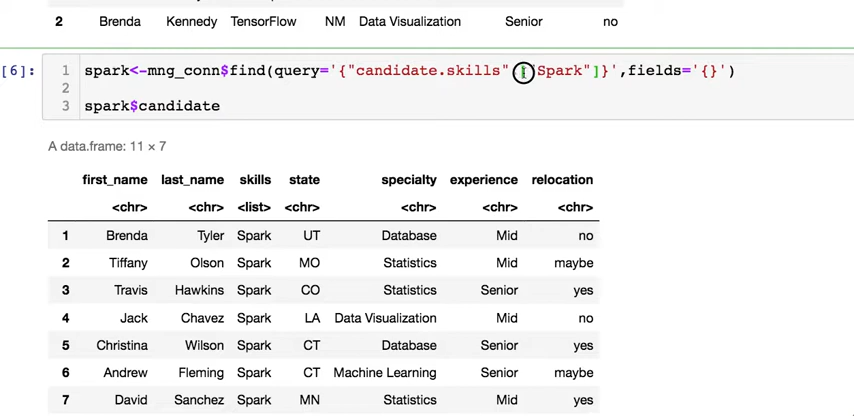 2 Brenda Kennedy TensorFlow NM Data Visualization Senior no
[6]: 1 spark<-mng_conn$find(query='{"candidate.skills":["Spark"]}',fields='{}')
2
3 spark$candidate
A data.frame: 11 × 7
first_name last_name skills state specialty experience relocation
<chr> <chr> <list> <chr> <chr> <chr> <chr>
1 Brenda Tyler Spark UT Database Mid no
2 Tiffany Olson Spark MO Statistics Mid maybe
3 Travis Hawkins Spark CO Statistics Senior yes
4 Jack Chavez Spark LA Data Visualization Mid no
5 Christina Wilson Spark CT Database Senior yes
6 Andrew Fleming Spark CT Machine Learning Senior maybe
7 David Sanchez Spark MN Statistics Mid yes